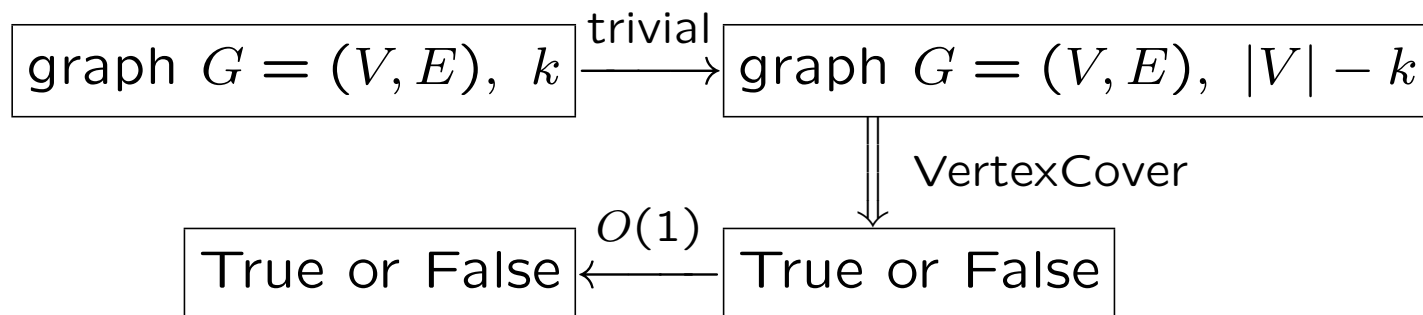 trivial
graph G = (V, E), k
graph G = (V, E), |V| − k
VertexCover
O(1)
True or False
True or False